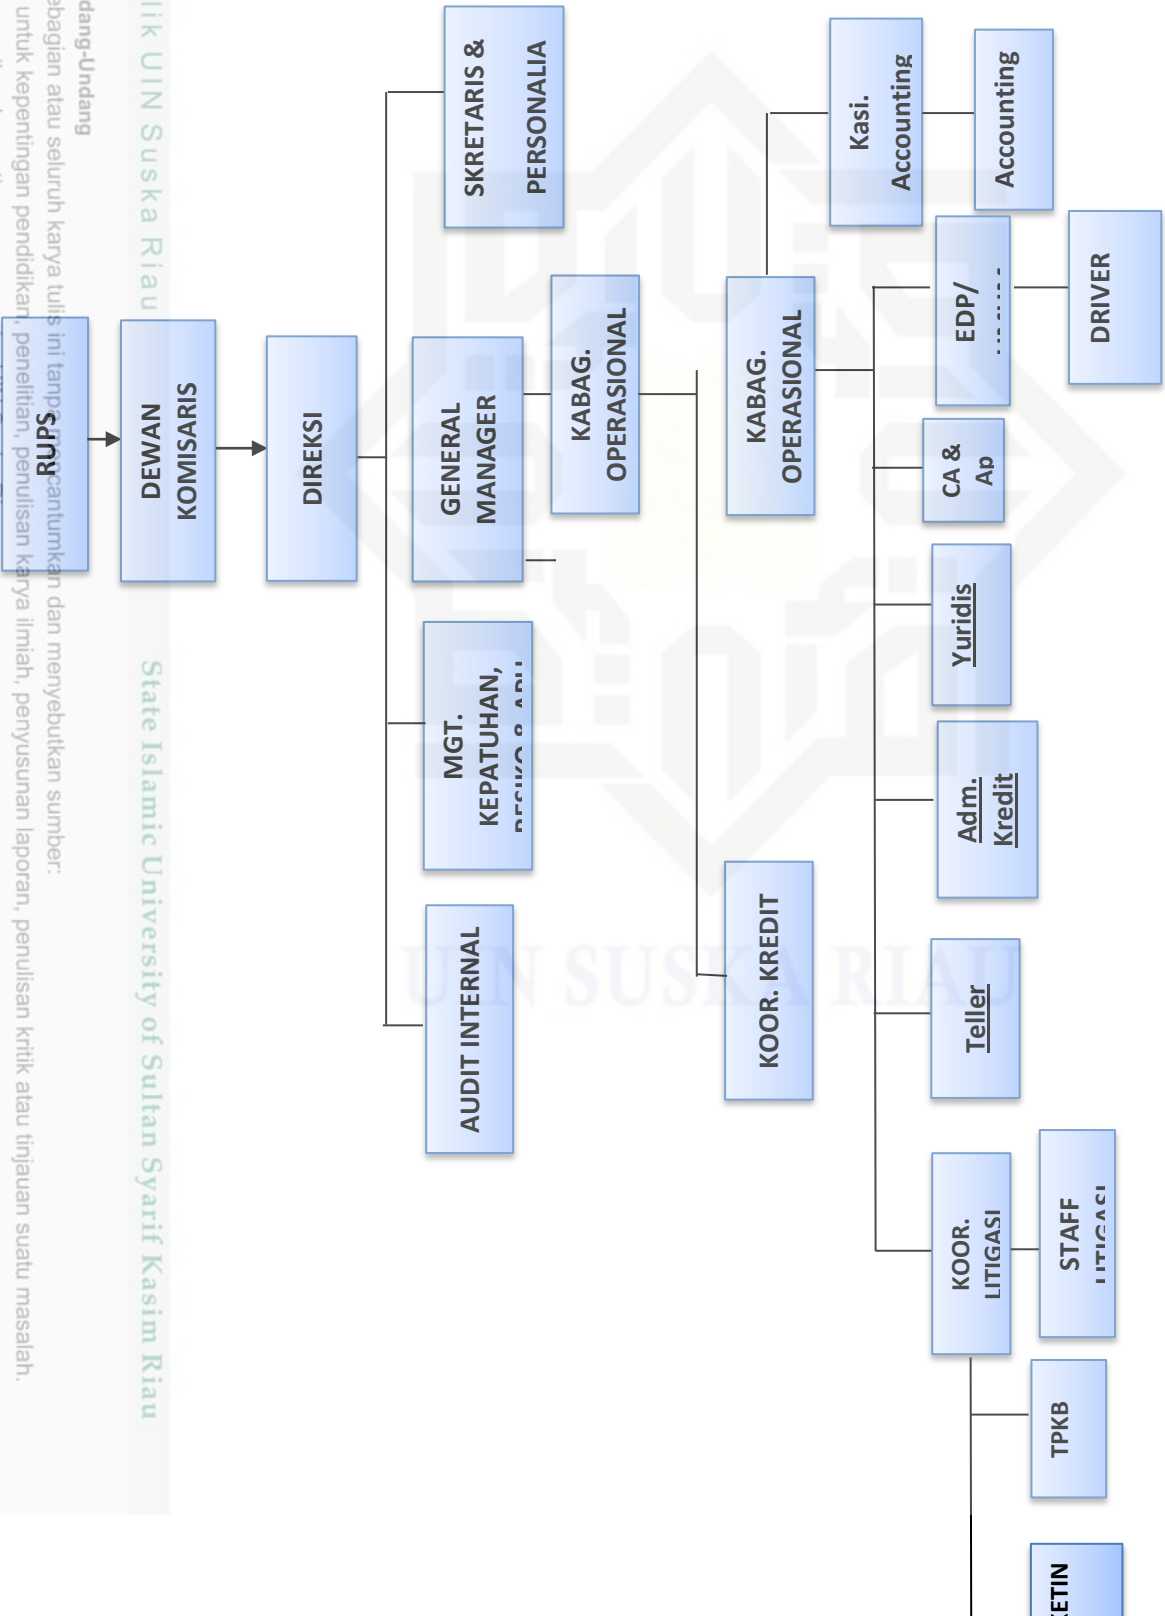 RUPS
DEWAN
KOMISARIS
DIREKSI
SKRETARIS &
PERSONALIA
GENERAL
MANAGER
MGT.
KEPATUHAN,
AUDIT INTERNAL
KABAG.
OPERASIONAL
KABAG.
OPERASIONAL
KOOR. KREDIT
Kasi.
Accounting
Accounting
EDP/
DRIVER
CA &
Ap
Yuridis
Adm.
Kredit
Teller
KOOR.
LITIGASI
STAFF
LITIGASI
TPKB
KETIN
UIN SUSKA RIAU
lik UIN Suska Riau
State Islamic University of Sultan Syarif Kasim Riau
dang-Undang
ebagian atau seluruh karya tulis ini tanpa mencantumkan dan menyebutkan sumber:
untuk kepentingan pendidikan, penelitian, penulisan karya ilmiah, penyusunan laporan, penulisan kritik atau tinjauan suatu masalah.